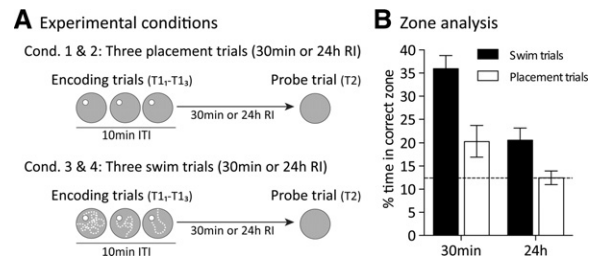 A Experimental conditions
Cond. 1 & 2: Three placement trials (30min or 24h RI)
Encoding trials (T1₁-T1₃)
Probe trial (T2)
30min or 24h RI
10min ITI
Cond. 3 & 4: Three swim trials (30min or 24h RI)
Encoding trials (T1₁-T1₃)
Probe trial (T2)
30min or 24h RI
10min ITI
B Zone analysis
% time in correct zone
40
35
30
25
20
15
10
5
0
Swim trials
Placement trials
30min
24h